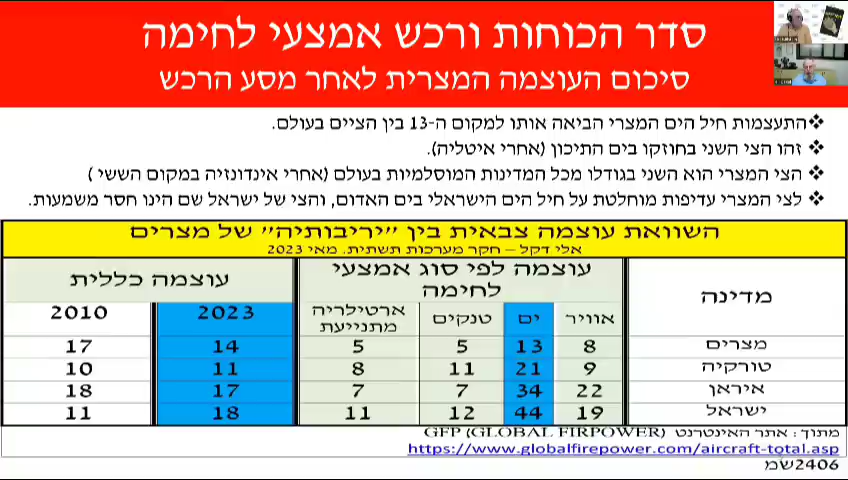 סדר הכוחות ורכש אמצעי לחימה
סיכום העוצמה המצרית לאחר מסע הרכש
❖התעצמות חיל הים המצרי הביאה אותו למקום ה-13 בין הציים בעולם.
❖ זהו הצי השני בחוזקו בים התיכון (אחרי איטליה).
❖ הצי המצרי הוא השני בגודלו מכל המדינות המוסלמיות בעולם (אחרי אינדונזיה במקום הששי )
❖ לצי המצרי עדיפות מוחלטת על חיל הים הישראלי בים האדום, והצי של ישראל שם הינו חסר משמעות.
השוואת עוצמה צבאית בין "יריבותיה" של מצרים
אלי דקל – חקר מערכות תשתית. מאי 2023
מדינה עוצמה לפי סוג אמצעי לחימה עוצמה כללית
אוויר ים טנקים ארטילריה מתנייעת 2023 2010
מצרים 8 13 5 5 14 17
טורקיה 9 21 11 8 11 10
איראן 22 34 7 7 17 18
ישראל 19 44 12 11 18 11
מתוך: אתר האינטרנט GFP (GLOBAL FIRPOWER)
https://www.globalfirepower.com/aircraft-total.asp
2406שמ